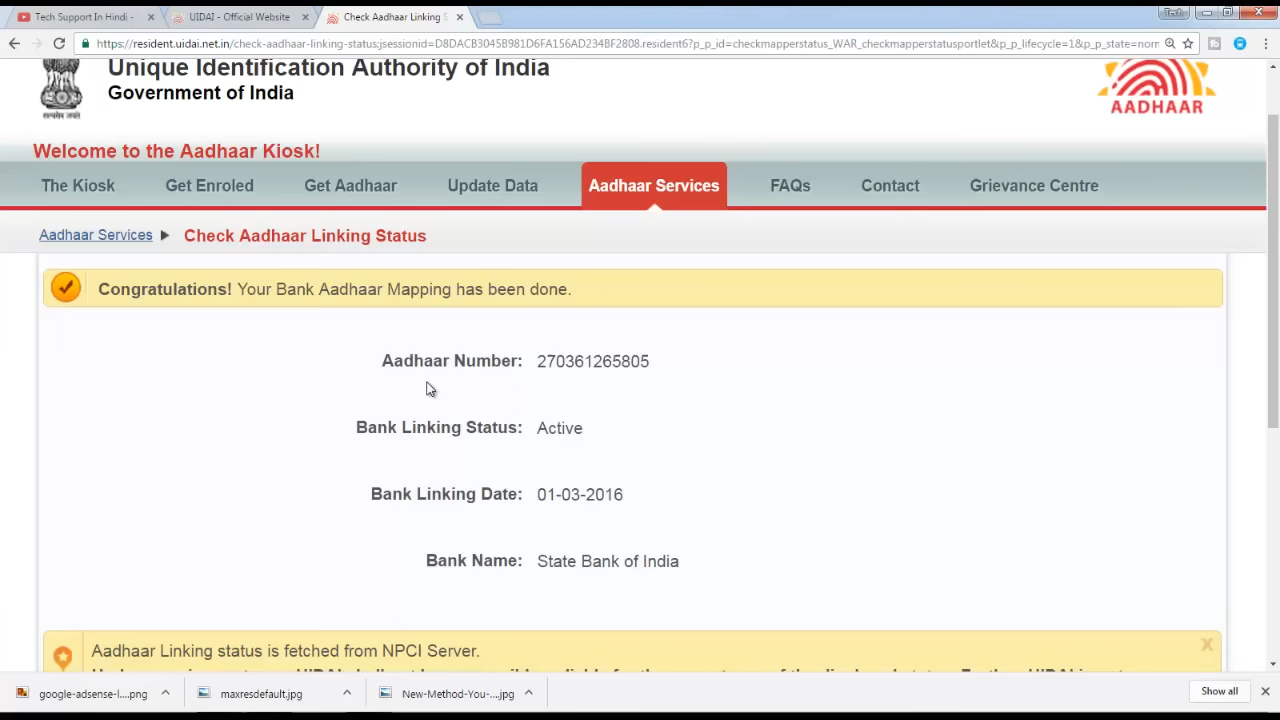 Tech Support In Hindi -
UIDAI - Official Website
Check Aadhaar Linking S
Tech
https://resident.uidai.net.in/check-aadhaar-linking-status;jsessionid=D8DACB3045B981D6FA156AD234BF2808.resident6?p_p_id=checkmapperstatus_WAR_checkmapperstatusportlet&p_p_lifecycle=1&p_p_state=norn
Unique Identification Authority of India
Government of India
सत्यमेव जयते
AADHAAR
Welcome to the Aadhaar Kiosk!
The Kiosk Get Enroled Get Aadhaar Update Data Aadhaar Services FAQs Contact Grievance Centre
Aadhaar Services ▶ Check Aadhaar Linking Status
Congratulations! Your Bank Aadhaar Mapping has been done.
Aadhaar Number: 270361265805
Bank Linking Status: Active
Bank Linking Date: 01-03-2016
Bank Name: State Bank of India
Aadhaar Linking status is fetched from NPCI Server.
google-adsense-l....png
maxresdefault.jpg
New-Method-You-...jpg
Show all